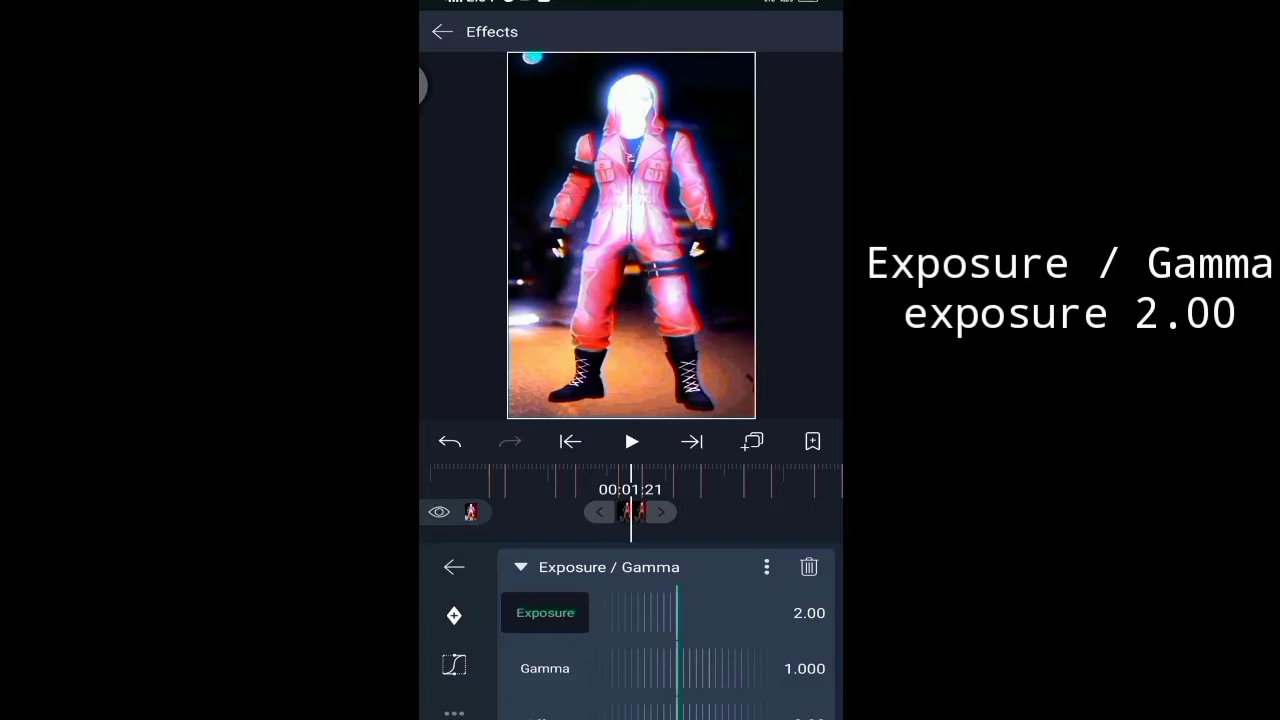 Effects
Exposure / Gamma
exposure 2.00
00:01:21
Exposure / Gamma
Exposure 2.00
Gamma 1.000